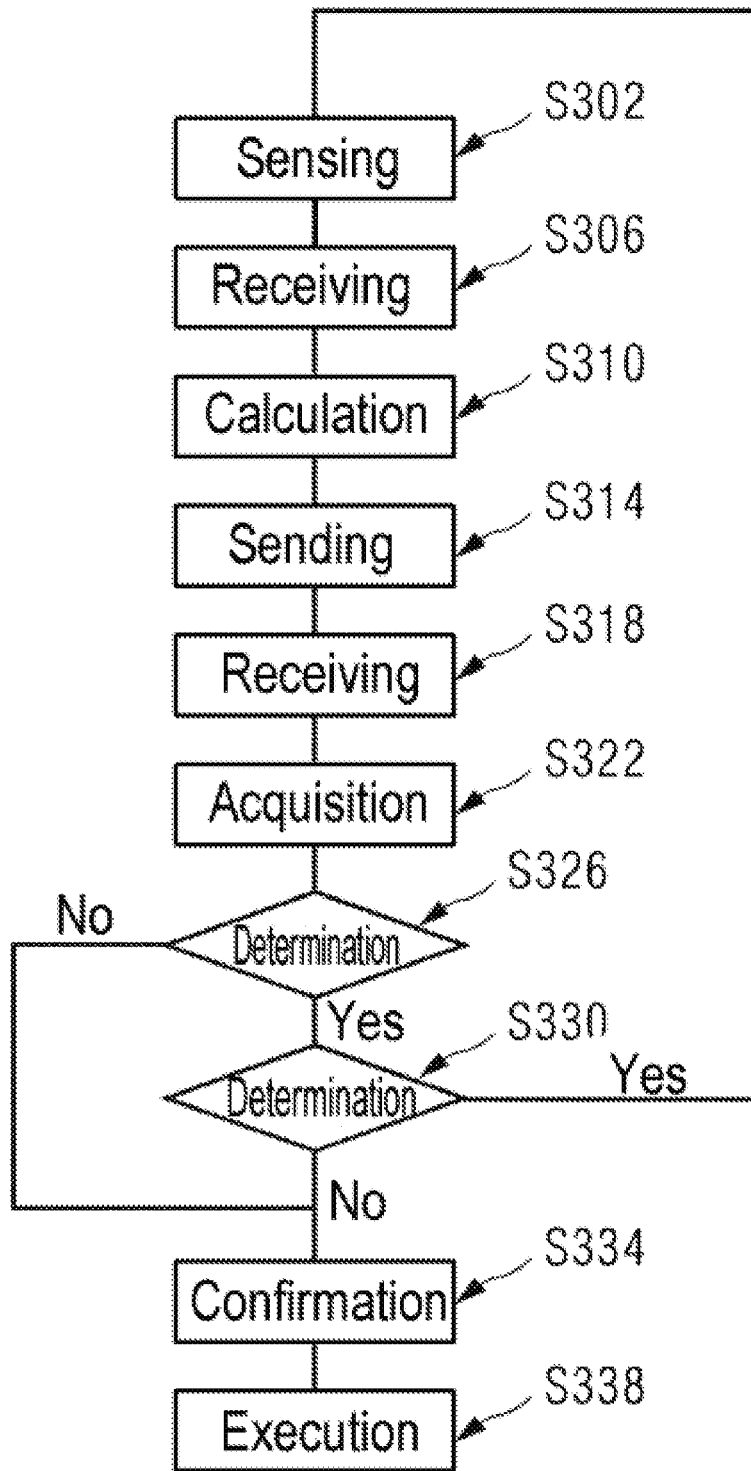 S302
Sensing
S306
Receiving
S310
Calculation
S314
Sending
S318
Receiving
S322
Acquisition
S326
No
Determination
Yes
S330
Determination
Yes
No
S334
Confirmation
S338
Execution